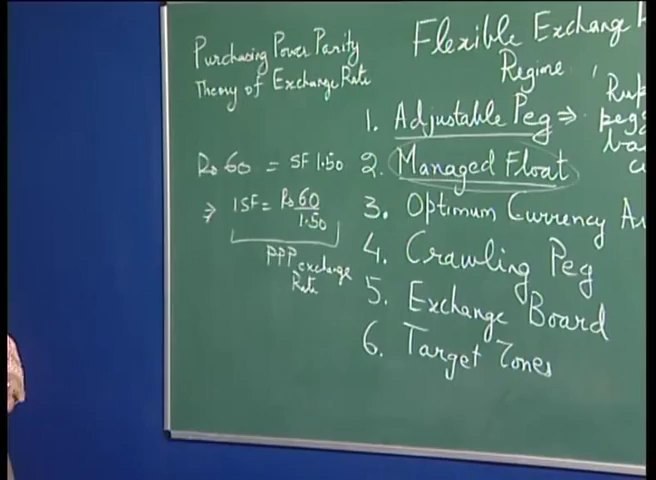 Purchasing Power Parity
Theory of Exchange Rate
Rs 60 = SF 1.50
⇒ 1SF = Rs 60
1.50
PPP exchange
Rate
Flexible Exchange
Regime
1. Adjustable Peg ⇒
2. Managed Float
3. Optimum Currency
4. Crawling Peg
5. Exchange Board
6. Target Zones